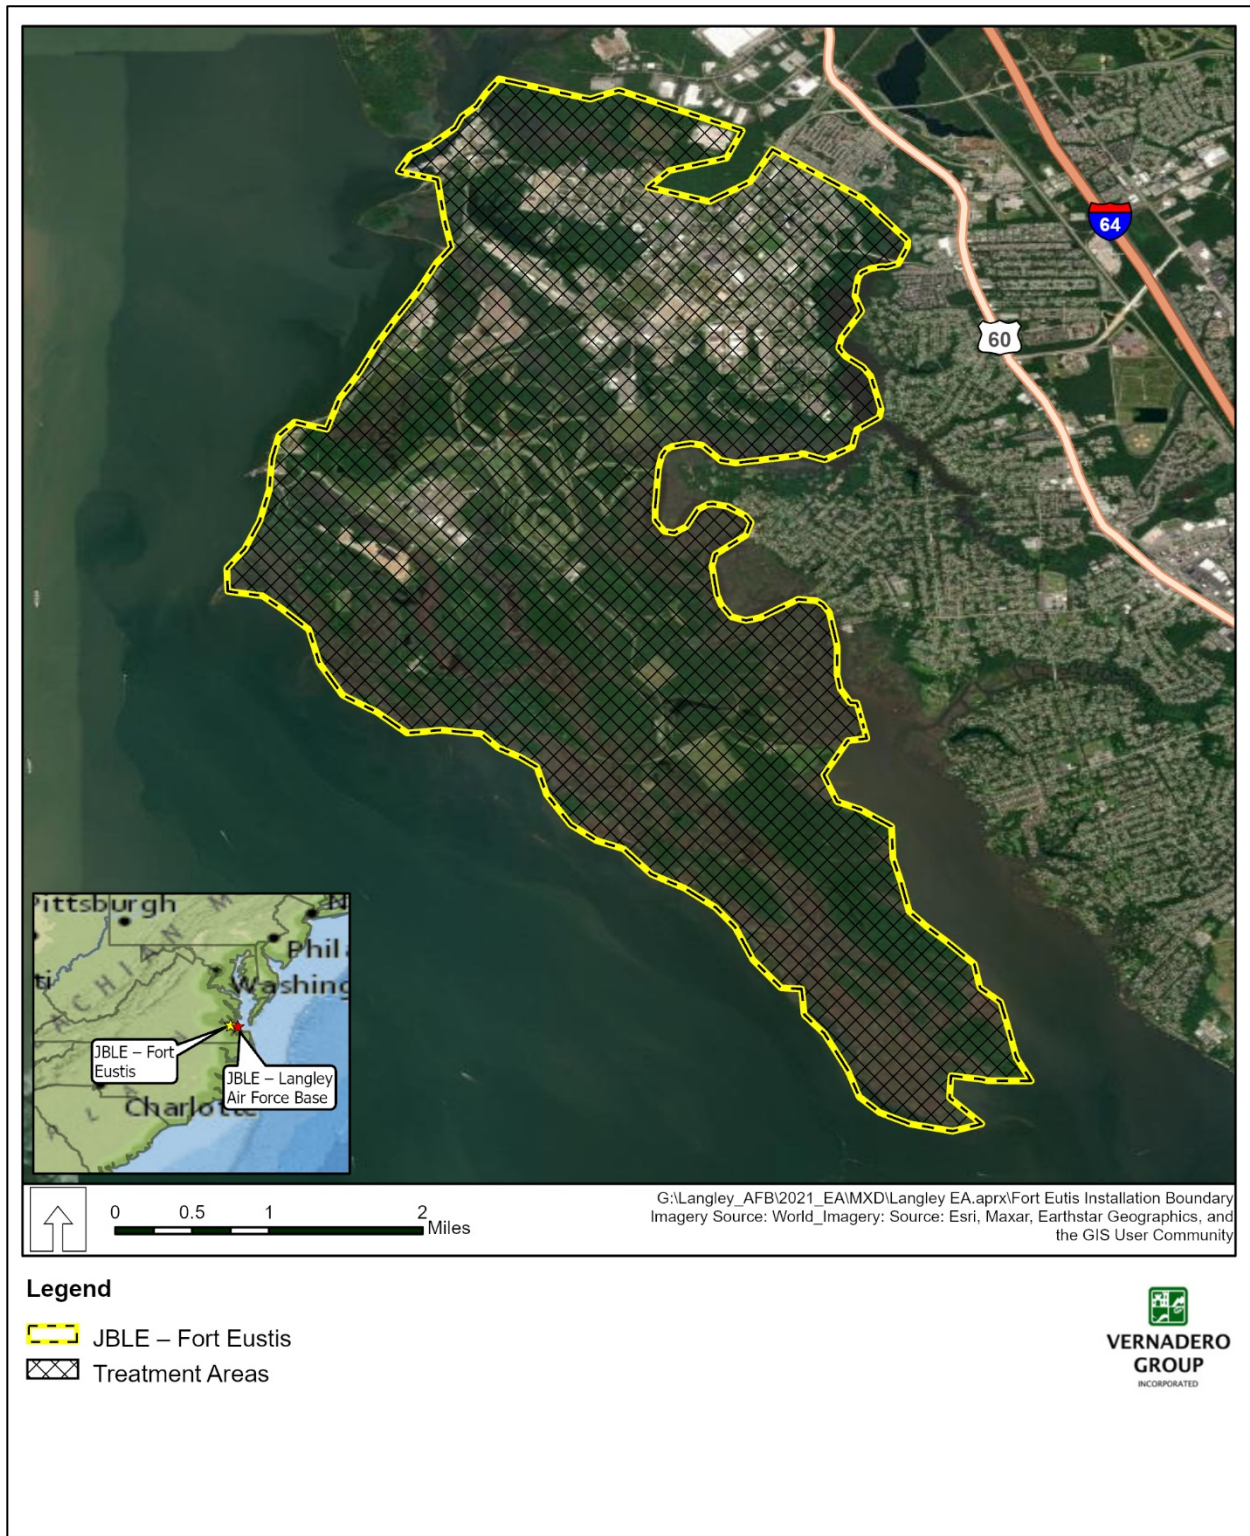 64
60
Pittsburgh
M
N
Phil
ACHIAN
Washing
ti
JBLE – Fort
Eustis
JBLE – Langley
Air Force Base
Charlotte
0 0.5 1 2
Miles
G:\Langley_AFB\2021_EA\MXD\Langley EA.aprx\Fort Eutis Installation Boundary
Imagery Source: World_Imagery: Source: Esri, Maxar, Earthstar Geographics, and
the GIS User Community
Legend
JBLE – Fort Eustis
Treatment Areas
VERNADERO
GROUP
INCORPORATED